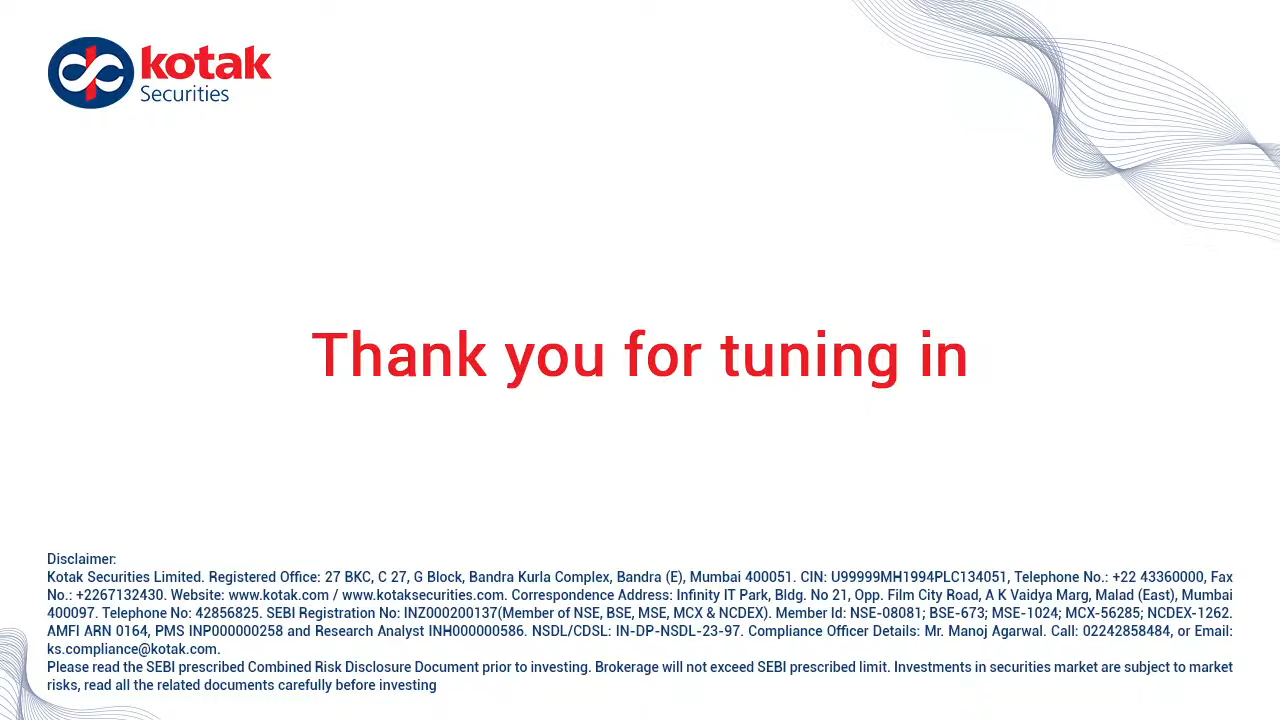 kotak
Securities
Thank you for tuning in
Disclaimer:
Kotak Securities Limited. Registered Office: 27 BKC, C 27, G Block, Bandra Kurla Complex, Bandra (E), Mumbai 400051. CIN: U99999MH1994PLC134051, Telephone No.: +22 43360000, Fax
No.: +2267132430. Website: www.kotak.com / www.kotaksecurities.com. Correspondence Address: Infinity IT Park, Bldg. No 21, Opp. Film City Road, A K Vaidya Marg, Malad (East), Mumbai
400097. Telephone No: 42856825. SEBI Registration No: INZ000200137(Member of NSE, BSE, MSE, MCX & NCDEX). Member Id: NSE-08081; BSE-673; MSE-1024; MCX-56285; NCDEX-1262.
AMFI ARN 0164, PMS INP000000258 and Research Analyst INH000000586. NSDL/CDSL: IN-DP-NSDL-23-97. Compliance Officer Details: Mr. Manoj Agarwal. Call: 02242858484, or Email:
ks.compliance@kotak.com.
Please read the SEBI prescribed Combined Risk Disclosure Document prior to investing. Brokerage will not exceed SEBI prescribed limit. Investments in securities market are subject to market
risks, read all the related documents carefully before investing